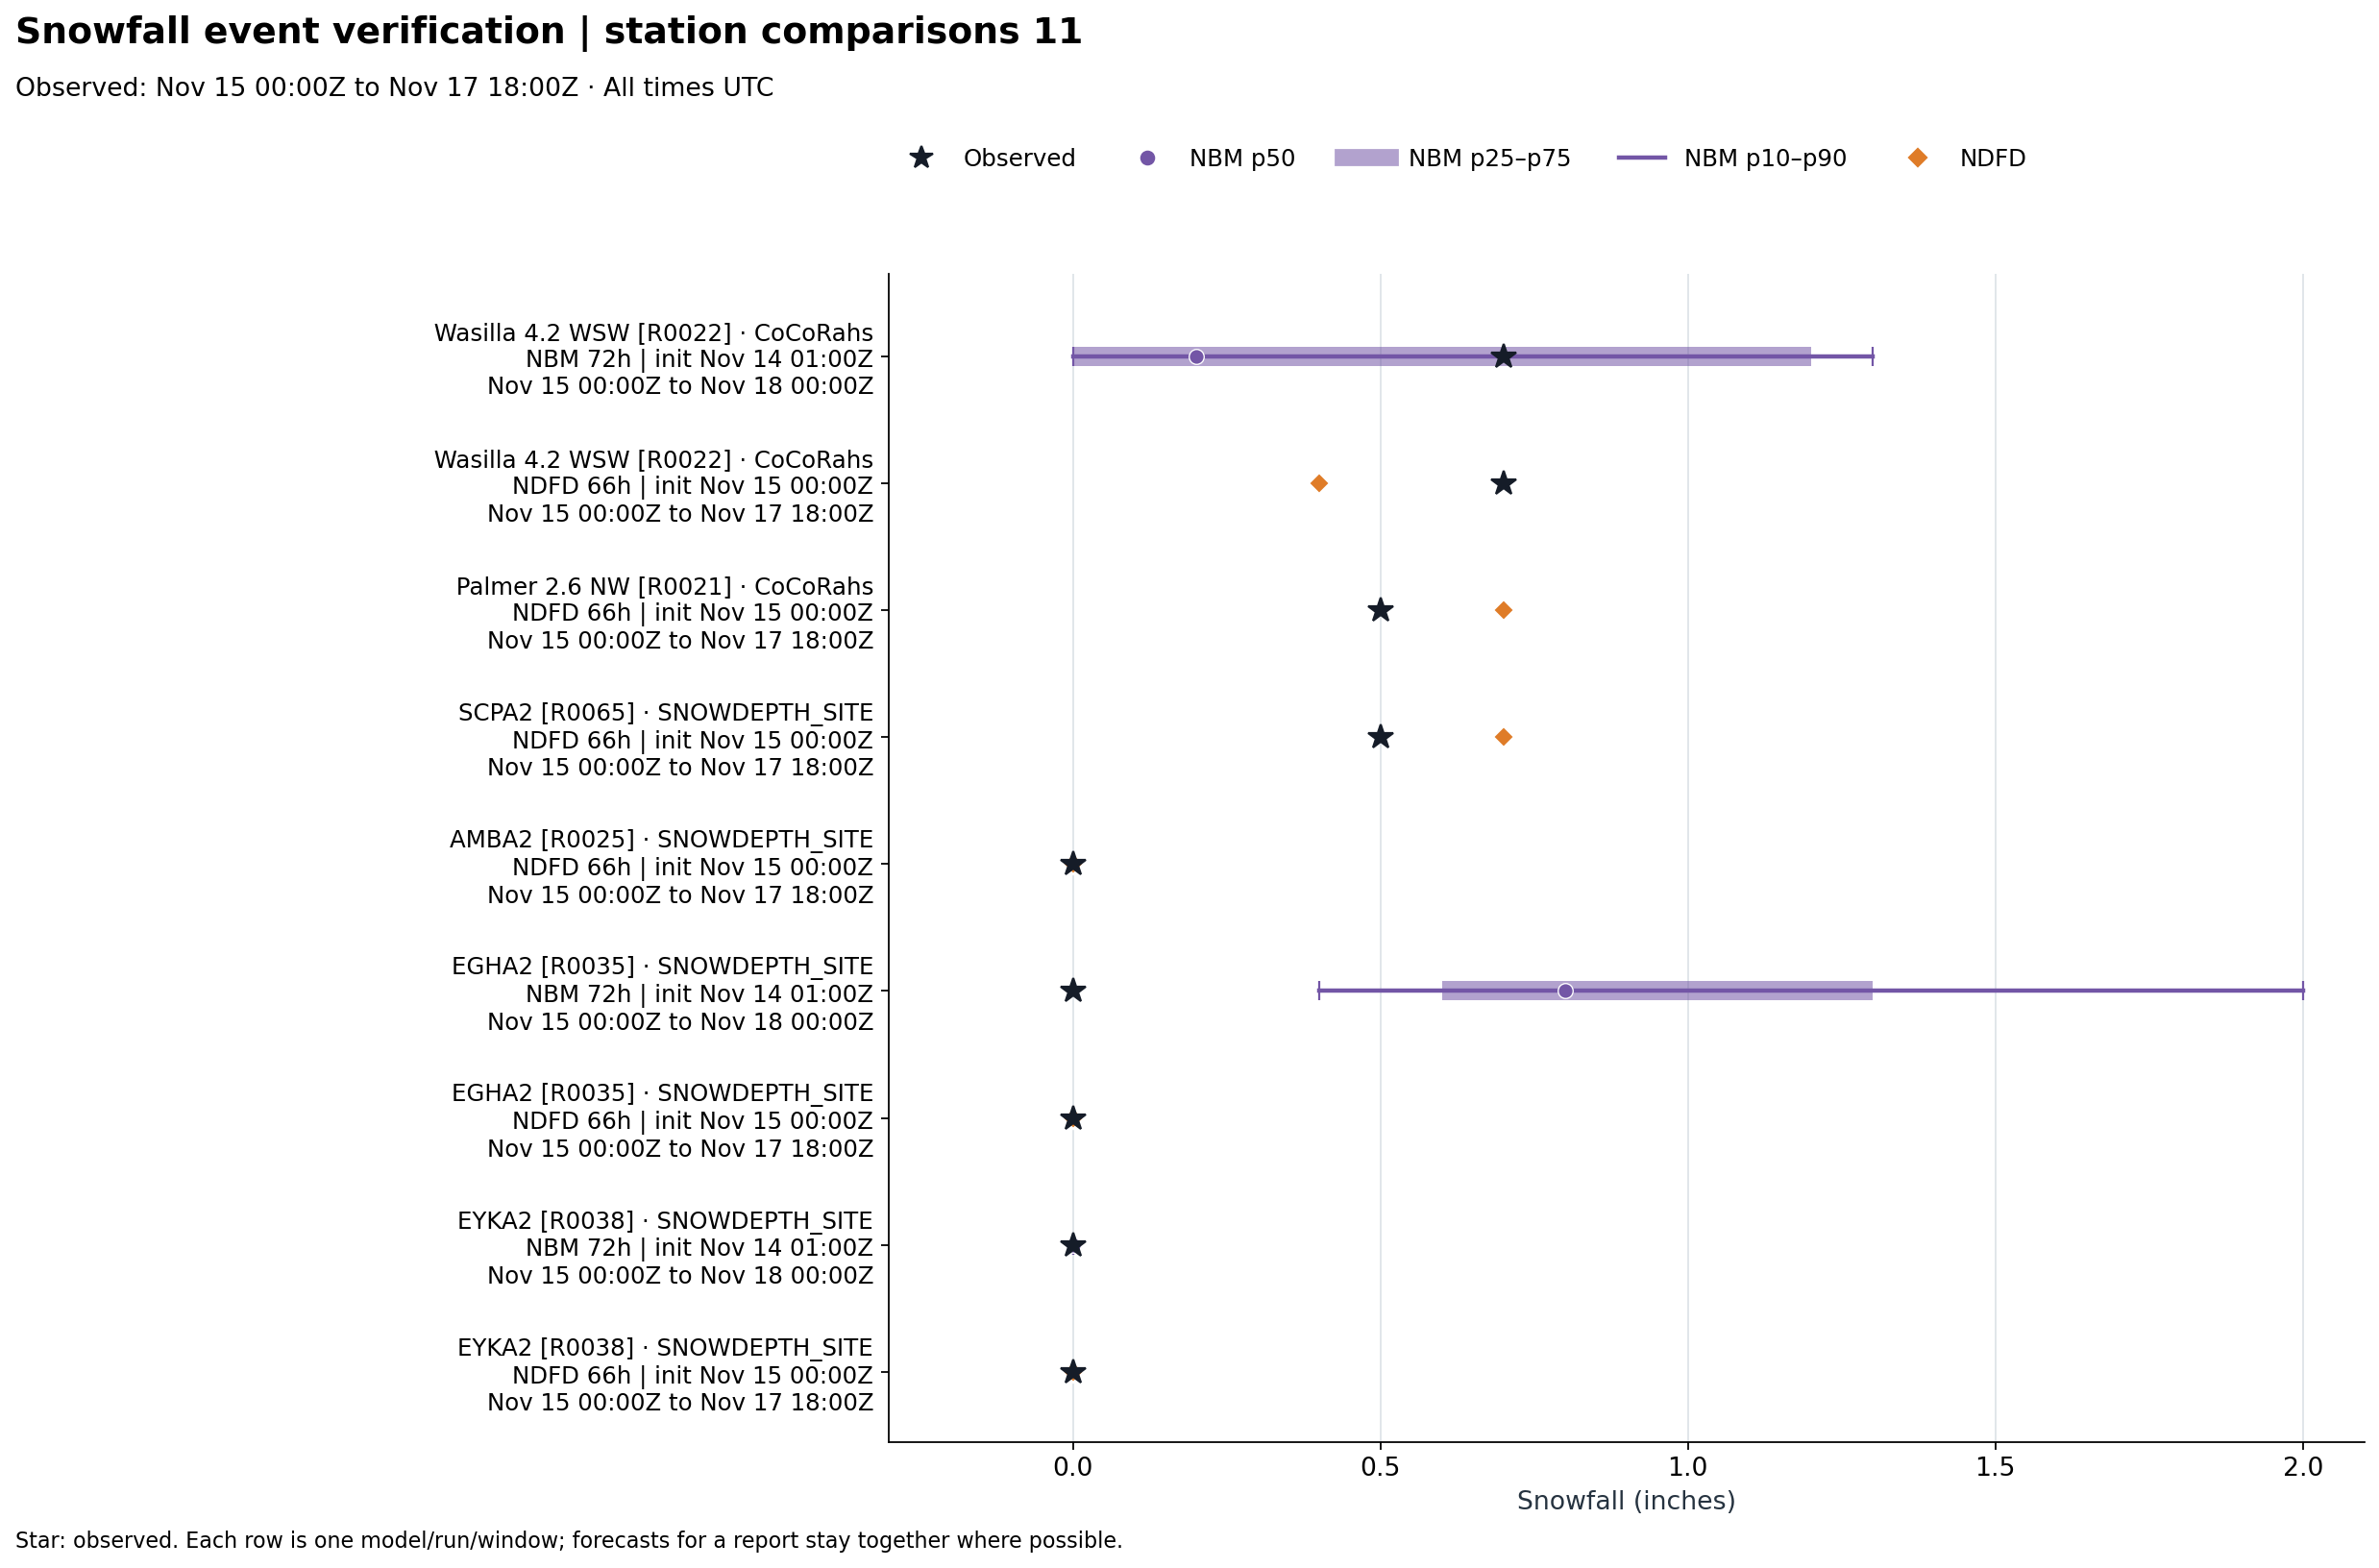 Snowfall event verification | station comparisons 11
Observed: Nov 15 00:00Z to Nov 17 18:00Z · All times UTC
Observed
NBM p50
NBM p25–p75
NBM p10–p90
NDFD
Wasilla 4.2 WSW [R0022] · CoCoRahs
NBM 72h | init Nov 14 01:00Z
Nov 15 00:00Z to Nov 18 00:00Z
Wasilla 4.2 WSW [R0022] · CoCoRahs
NDFD 66h | init Nov 15 00:00Z
Nov 15 00:00Z to Nov 17 18:00Z
Palmer 2.6 NW [R0021] · CoCoRahs
NDFD 66h | init Nov 15 00:00Z
Nov 15 00:00Z to Nov 17 18:00Z
SCPA2 [R0065] · SNOWDEPTH_SITE
NDFD 66h | init Nov 15 00:00Z
Nov 15 00:00Z to Nov 17 18:00Z
AMBA2 [R0025] · SNOWDEPTH_SITE
NDFD 66h | init Nov 15 00:00Z
Nov 15 00:00Z to Nov 17 18:00Z
EGHA2 [R0035] · SNOWDEPTH_SITE
NBM 72h | init Nov 14 01:00Z
Nov 15 00:00Z to Nov 18 00:00Z
EGHA2 [R0035] · SNOWDEPTH_SITE
NDFD 66h | init Nov 15 00:00Z
Nov 15 00:00Z to Nov 17 18:00Z
EYKA2 [R0038] · SNOWDEPTH_SITE
NBM 72h | init Nov 14 01:00Z
Nov 15 00:00Z to Nov 18 00:00Z
EYKA2 [R0038] · SNOWDEPTH_SITE
NDFD 66h | init Nov 15 00:00Z
Nov 15 00:00Z to Nov 17 18:00Z
0.0 0.5 1.0 1.5 2.0
Snowfall (inches)
Star: observed. Each row is one model/run/window; forecasts for a report stay together where possible.